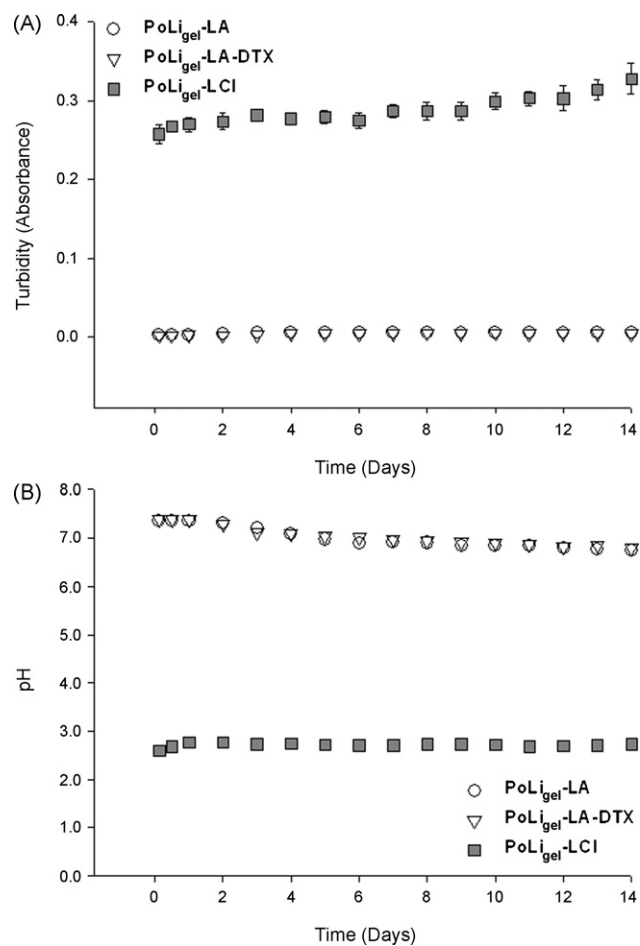 (A)
PoLigel-LA
PoLigel-LA-DTX
PoLigel-LCl
Turbidity (Absorbance)
0.4
0.3
0.2
0.1
0.0
0 2 4 6 8 10 12 14
Time (Days)
(B)
8.0
7.0
6.0
5.0
4.0
3.0
2.0
1.0
0.0
pH
PoLigel-LA
PoLigel-LA-DTX
PoLigel-LCl
0 2 4 6 8 10 12 14
Time (Days)